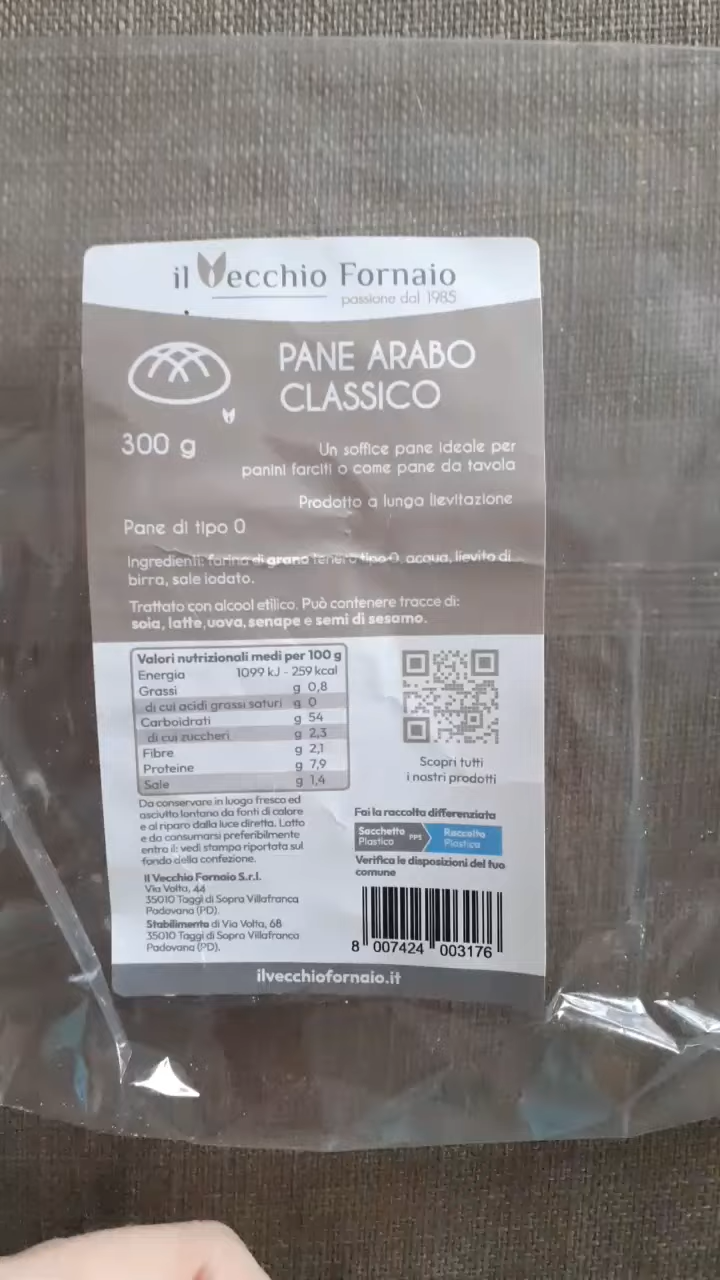 il Vecchio Fornaio
passione dal 1985
PANE ARABO
CLASSICO
300 g
Un soffice pane ideale per
panini farciti o come pane da tavola
Prodotto a lunga lievitazione
Pane di tipo 0
Ingredienti: farina di grano tenero tipo 0, acqua, lievito di
birra, sale iodato.
Trattato con alcool etilico. Può contenere tracce di:
soia, latte, uova, senape e semi di sesamo.
Valori nutrizionali medi per 100 g
Energia 1099 kJ - 259 kcal
Grassi g 0,8
di cui acidi grassi saturi g 0
Carboidrati g 54
di cui zuccheri g 2,3
Fibre g 2,1
Proteine g 7,9
Sale g 1,4
Scopri tutti
i nostri prodotti
Da conservare in luogo fresco ed
asciutto lontano da fonti di calore
e al riparo dalla luce diretta. Lotto
e da consumarsi preferibilmente
entro il: vedi stampa riportata sul
fondo della confezione.
Il Vecchio Fornaio S.r.l.
Via Volta, 44
35010 Taggì di Sopra Villafranca
Padovana (PD).
Stabilimento di Via Volta, 68
35010 Taggì di Sopra Villafranca
Padovana (PD).
Fai la raccolta differenziata
Sacchetto PP5 Raccolta
Plastica Plastica
Verifica le disposizioni del tuo
comune
8 007424 003176
ilvecchiofornaio.it